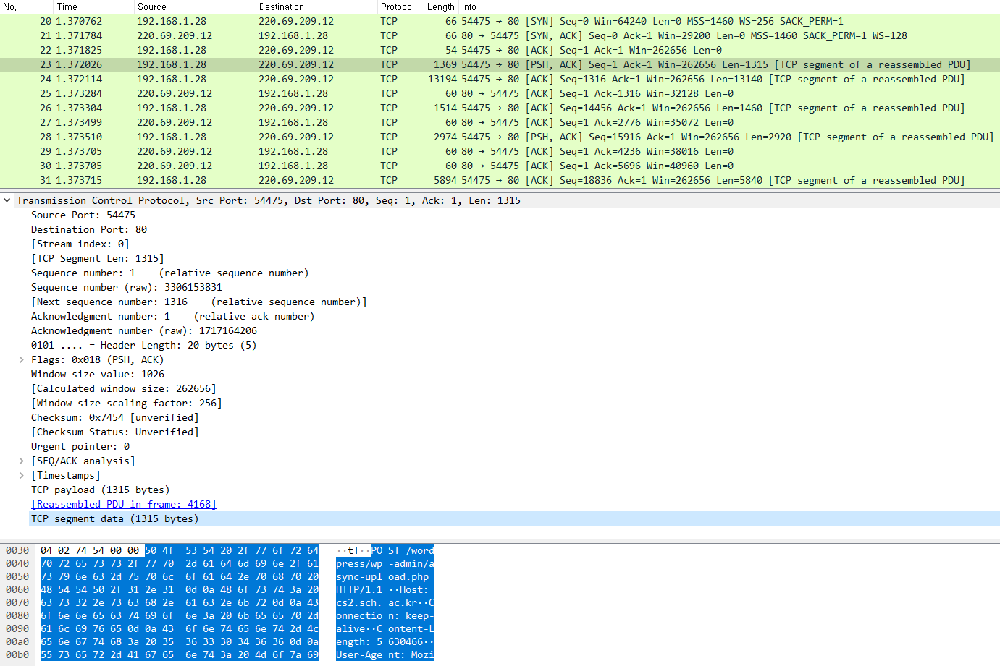 No. Time Source Destination Protocol Length Info
20 1.370762 192.168.1.28 220.69.209.12 TCP 66 54475 → 80 [SYN] Seq=0 Win=64240 Len=0 MSS=1460 WS=256 SACK_PERM=1
21 1.371784 220.69.209.12 192.168.1.28 TCP 66 80 → 54475 [SYN, ACK] Seq=0 Ack=1 Win=29200 Len=0 MSS=1460 SACK_PERM=1 WS=128
22 1.371825 192.168.1.28 220.69.209.12 TCP 54 54475 → 80 [ACK] Seq=1 Ack=1 Win=262656 Len=0
23 1.372026 192.168.1.28 220.69.209.12 TCP 1369 54475 → 80 [PSH, ACK] Seq=1 Ack=1 Win=262656 Len=1315 [TCP segment of a reassembled PDU]
24 1.372114 192.168.1.28 220.69.209.12 TCP 13194 54475 → 80 [ACK] Seq=1316 Ack=1 Win=262656 Len=13140 [TCP segment of a reassembled PDU]
25 1.373284 220.69.209.12 192.168.1.28 TCP 60 80 → 54475 [ACK] Seq=1 Ack=1316 Win=32128 Len=0
26 1.373304 192.168.1.28 220.69.209.12 TCP 1514 54475 → 80 [ACK] Seq=14456 Ack=1 Win=262656 Len=1460 [TCP segment of a reassembled PDU]
27 1.373499 220.69.209.12 192.168.1.28 TCP 60 80 → 54475 [ACK] Seq=1 Ack=2776 Win=35072 Len=0
28 1.373510 192.168.1.28 220.69.209.12 TCP 2974 54475 → 80 [PSH, ACK] Seq=15916 Ack=1 Win=262656 Len=2920 [TCP segment of a reassembled PDU]
29 1.373705 220.69.209.12 192.168.1.28 TCP 60 80 → 54475 [ACK] Seq=1 Ack=4236 Win=38016 Len=0
30 1.373705 220.69.209.12 192.168.1.28 TCP 60 80 → 54475 [ACK] Seq=1 Ack=5696 Win=40960 Len=0
31 1.373715 192.168.1.28 220.69.209.12 TCP 5894 54475 → 80 [ACK] Seq=18836 Ack=1 Win=262656 Len=5840 [TCP segment of a reassembled PDU]
Transmission Control Protocol, Src Port: 54475, Dst Port: 80, Seq: 1, Ack: 1, Len: 1315
Source Port: 54475
Destination Port: 80
[Stream index: 0]
[TCP Segment Len: 1315]
Sequence number: 1 (relative sequence number)
Sequence number (raw): 3306153831
[Next sequence number: 1316 (relative sequence number)]
Acknowledgment number: 1 (relative ack number)
Acknowledgment number (raw): 1717164206
0101 .... = Header Length: 20 bytes (5)
Flags: 0x018 (PSH, ACK)
Window size value: 1026
[Calculated window size: 262656]
[Window size scaling factor: 256]
Checksum: 0x7454 [unverified]
[Checksum Status: Unverified]
Urgent pointer: 0
[SEQ/ACK analysis]
[Timestamps]
TCP payload (1315 bytes)
[Reassembled PDU in frame: 4168]
TCP segment data (1315 bytes)
0030 04 02 74 54 00 00 50 4f 53 54 20 2f 77 6f 72 64 ··tT··PO ST /word
0040 70 72 65 73 73 2f 77 70 2d 61 64 6d 69 6e 2f 61 press/wp -admin/a
0050 73 79 6e 63 2d 75 70 6c 6f 61 64 2e 70 68 70 20 sync-upl oad.php
0060 48 54 54 50 2f 31 2e 31 0d 0a 48 6f 73 74 3a 20 HTTP/1.1 ··Host:
0070 63 73 32 2e 73 63 68 2e 61 63 2e 6b 72 0d 0a 43 cs2.sch. ac.kr··C
0080 6f 6e 6e 65 63 74 69 6f 6e 3a 20 6b 65 65 70 2d onnectio n: keep-
0090 61 6c 69 76 65 0d 0a 43 6f 6e 74 65 6e 74 2d 4c alive··C ontent-L
00a0 65 6e 67 74 68 3a 20 35 36 33 30 34 36 36 0d 0a ength: 5 630466··
00b0 55 73 65 72 2d 41 67 65 6e 74 3a 20 4d 6f 7a 69 User-Age nt: Mozi